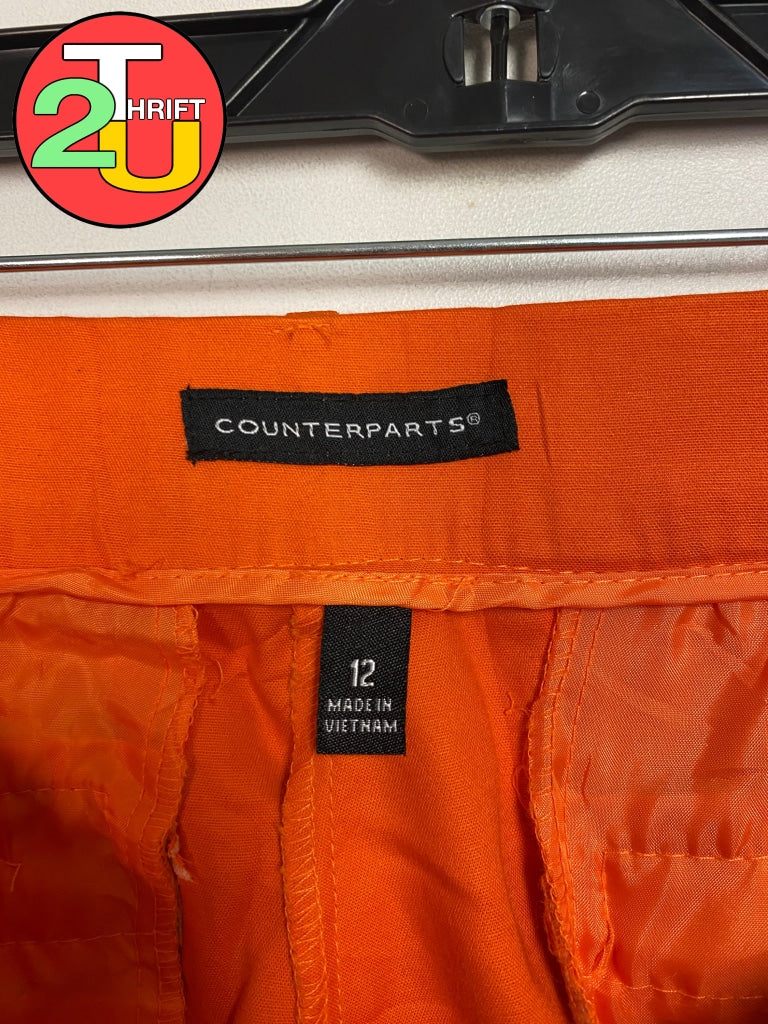 T
2 HRIFT
U
COUNTERPARTS®
12
MADE IN
VIETNAM